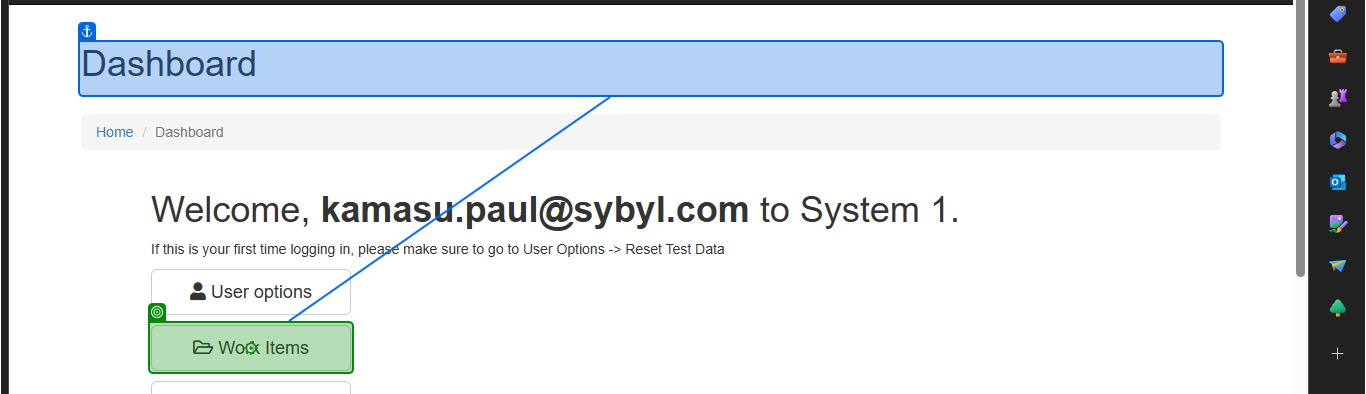 Dashboard
Home / Dashboard
Welcome, kamasu.paul@sybyl.com to System 1.
If this is your first time logging in, please make sure to go to User Options -> Reset Test Data
User options
Work Items